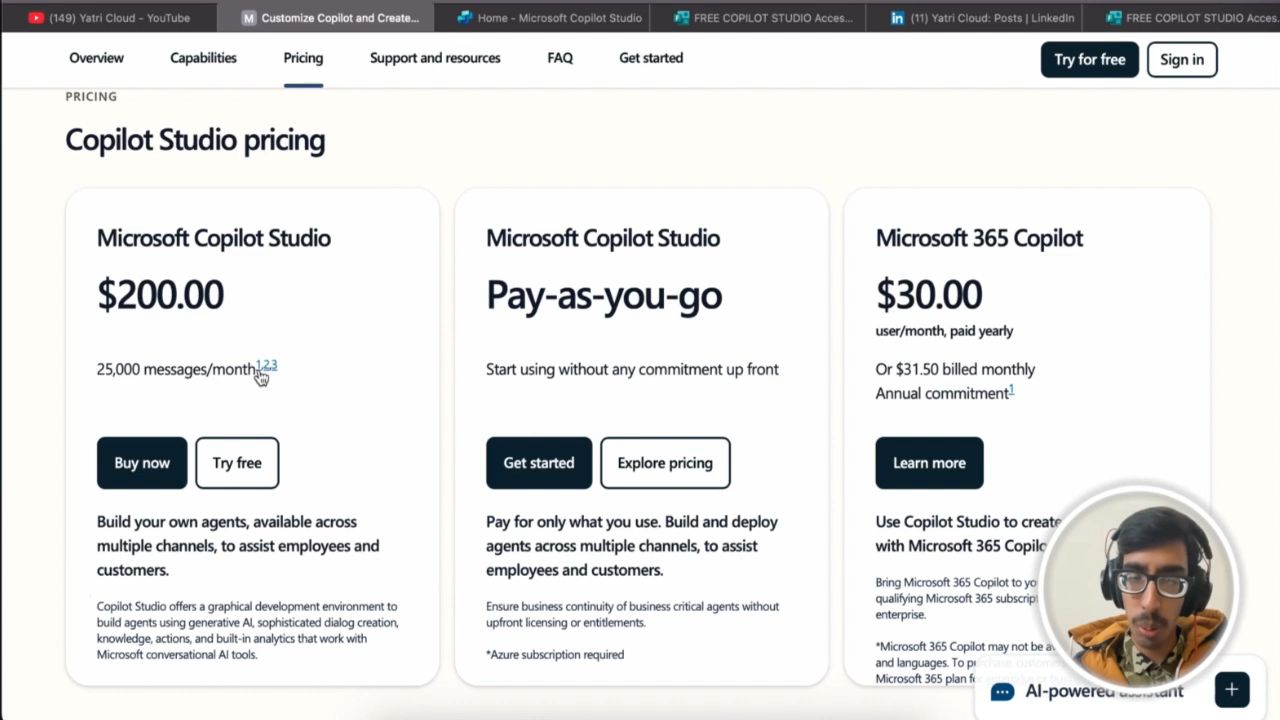 (149) Yatri Cloud - YouTube
M Customize Copilot and Create...
Home - Microsoft Copilot Studio
FREE COPILOT STUDIO Acces...
in (11) Yatri Cloud: Posts | LinkedIn
FREE COPILOT STUDIO Acces
Overview Capabilities Pricing Support and resources FAQ Get started Try for free Sign in
PRICING
Copilot Studio pricing
Microsoft Copilot Studio
$200.00
25,000 messages/month123
Buy now Try free
Build your own agents, available across
multiple channels, to assist employees and
customers.
Copilot Studio offers a graphical development environment to
build agents using generative AI, sophisticated dialog creation,
knowledge, actions, and built-in analytics that work with
Microsoft conversational AI tools.
Microsoft Copilot Studio
Pay-as-you-go
Start using without any commitment up front
Get started Explore pricing
Pay for only what you use. Build and deploy
agents across multiple channels, to assist
employees and customers.
Ensure business continuity of business critical agents without
upfront licensing or entitlements.
*Azure subscription required
Microsoft 365 Copilot
$30.00
user/month, paid yearly
Or $31.50 billed monthly
Annual commitment1
Learn more
Use Copilot Studio to create
with Microsoft 365
Bring Microsoft 365 Copilot to
qualifying Microsoft 365
enterprise.
*Microsoft 365 Copilot may not be
and languages. To
Microsoft 365 plan
AI-powered assistant +